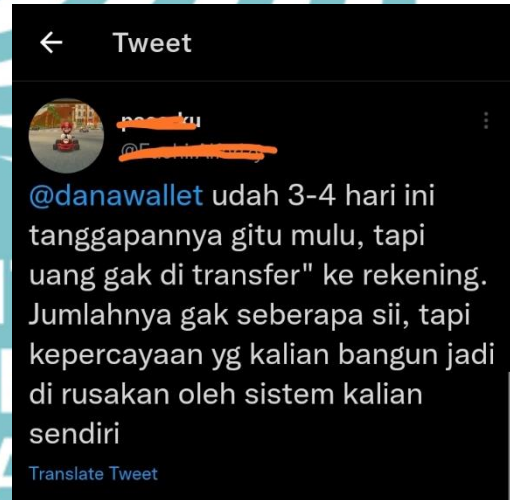 Tweet
@danawallet udah 3-4 hari ini
tanggapannya gitu mulu, tapi
uang gak di transfer" ke rekening.
Jumlahnya gak seberapa sii, tapi
kepercayaan yg kalian bangun jadi
di rusakan oleh sistem kalian
sendiri
Translate Tweet